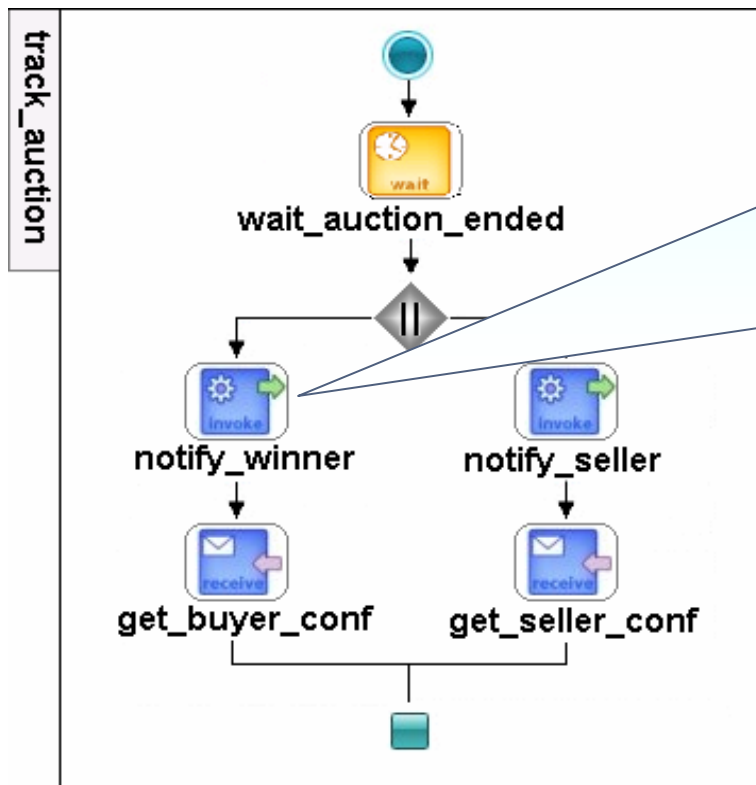 track_auction
wait
wait_auction_ended
invoke
notify_winner
invoke
notify_seller
receive
get_buyer_conf
receive
get_seller_conf